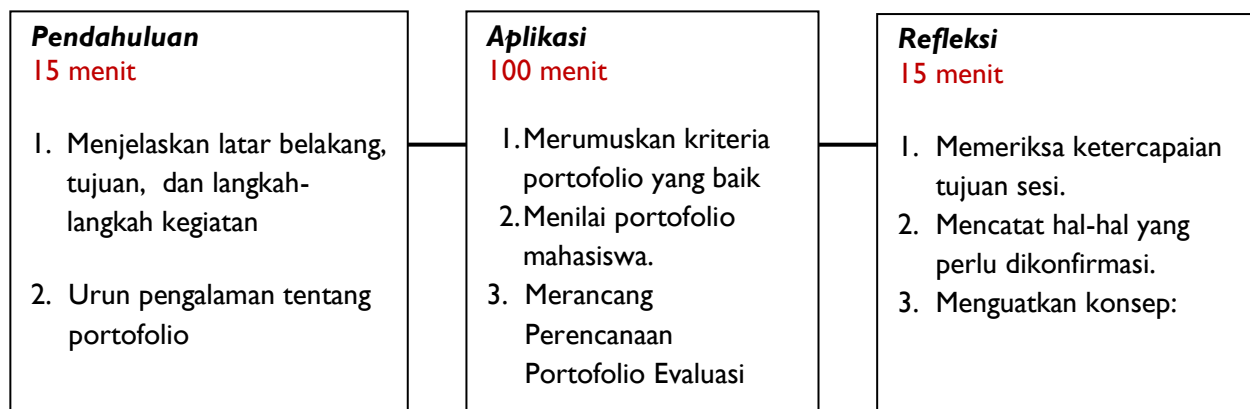 Pendahuluan
15 menit
1. Menjelaskan latar belakang,
tujuan, dan langkah-
langkah kegiatan
2. Urun pengalaman tentang
portofolio
Aplikasi
100 menit
1. Merumuskan kriteria
portofolio yang baik
2. Menilai portofolio
mahasiswa.
3. Merancang
Perencanaan
Portofolio Evaluasi
Refleksi
15 menit
1. Memeriksa ketercapaian
tujuan sesi.
2. Mencatat hal-hal yang
perlu dikonfirmasi.
3. Menguatkan konsep: